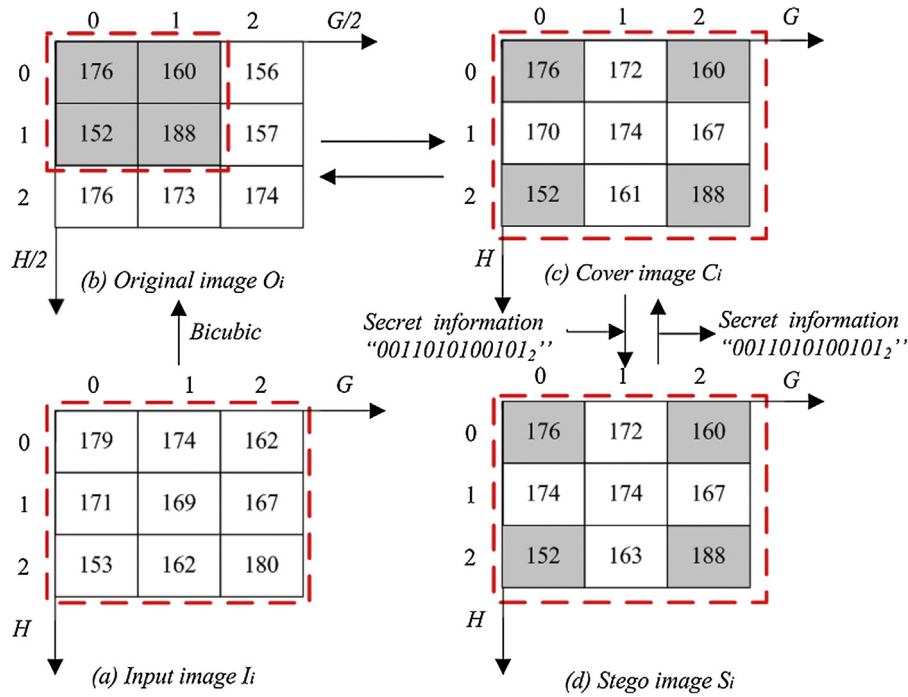 0 1 2 G/2
0 176 160 156
1 152 188 157
2 176 173 174
H/2
(b) Original image Oi
0 1 2 G
0 176 172 160
1 170 174 167
2 152 161 188
H
(c) Cover image Ci
Bicubic
Secret information
“0011010100101₂’’
Secret information
“0011010100101₂’’
0 1 2 G
0 179 174 162
1 171 169 167
2 153 162 180
H
(a) Input image Ii
0 1 2 G
0 176 172 160
1 174 174 167
2 152 163 188
H
(d) Stego image Si